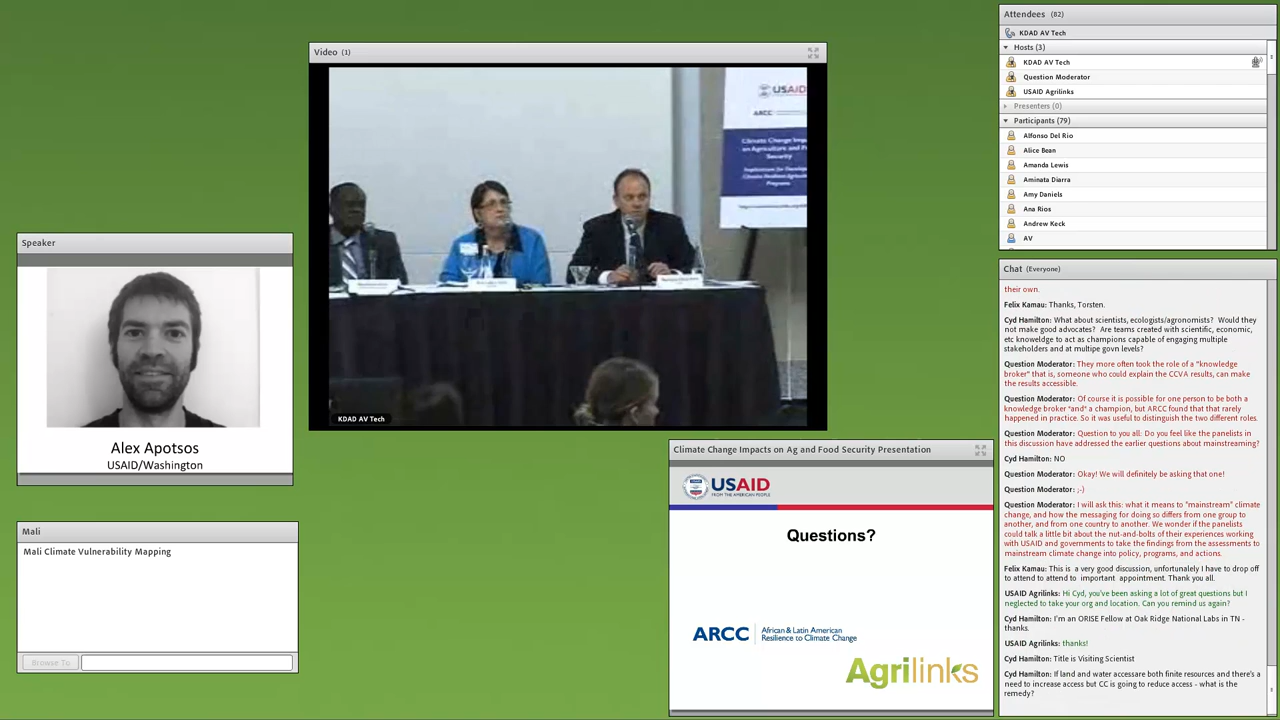 Speaker
Alex Apotsos
USAID/Washington
Mali
Mali Climate Vulnerability Mapping
Browse To
Video (1)
USAID
ARCC
Climate Change Impacts
on Agriculture and Food
Security
KDAD AV Tech
Climate Change Impacts on Ag and Food Security Presentation
USAID
FROM THE AMERICAN PEOPLE
Questions?
ARCC African & Latin American
Resilience to Climate Change
Agrilinks
Attendees (82)
KDAD AV Tech
Hosts (3)
KDAD AV Tech
Question Moderator
USAID Agrilinks
Presenters (0)
Participants (79)
Alfonso Del Rio
Alice Bean
Amanda Lewis
Aminata Diarra
Amy Daniels
Ana Rios
Andrew Keck
AV
Chat (Everyone)
their own.
Felix Kamau: Thanks, Torsten.
Cyd Hamilton: What about scientists, ecologists/agronomists? Would they
not make good advocates? Are teams created with scientific, economic,
etc knoweldge to act as champions capable of engaging multiple
stakeholders and at multipe govn levels?
Question Moderator: They more often took the role of a "knowledge
broker" that is, someone who could explain the CCVA results, can make
the results accessible.
Question Moderator: Of course it is possible for one person to be both a
knowledge broker *and* a champion, but ARCC found that that rarely
happened in practice. So it was useful to distinguish the two different roles.
Question Moderator: Question to you all: Do you feel like the panelists in
this discussion have addressed the earlier questions about mainstreaming?
Cyd Hamilton: NO
Question Moderator: Okay! We will definitely be asking that one!
Question Moderator: ;-)
Question Moderator: I will ask this: what it means to "mainstream" climate
change, and how the messaging for doing so differs from one group to
another, and from one country to another. We wonder if the panelists
could talk a little bit about the nut-and-bolts of their experiences working
with USAID and governments to take the findings from the assessments to
mainstream climate change into policy, programs, and actions.
Felix Kamau: This is a very good discussion, unfortunalely I have to drop off
to attend to attend to important appointment. Thank you all.
USAID Agrilinks: Hi Cyd, you've been asking a lot of great questions but I
neglected to take your org and location. Can you remind us again?
Cyd Hamilton: I'm an ORISE Fellow at Oak Ridge National Labs in TN -
thanks.
USAID Agrilinks: thanks!
Cyd Hamilton: Title is Visiting Scientist
Cyd Hamilton: If land and water accessare both finite resources and there's a
need to increase access but CC is going to reduce access - what is the
remedy?